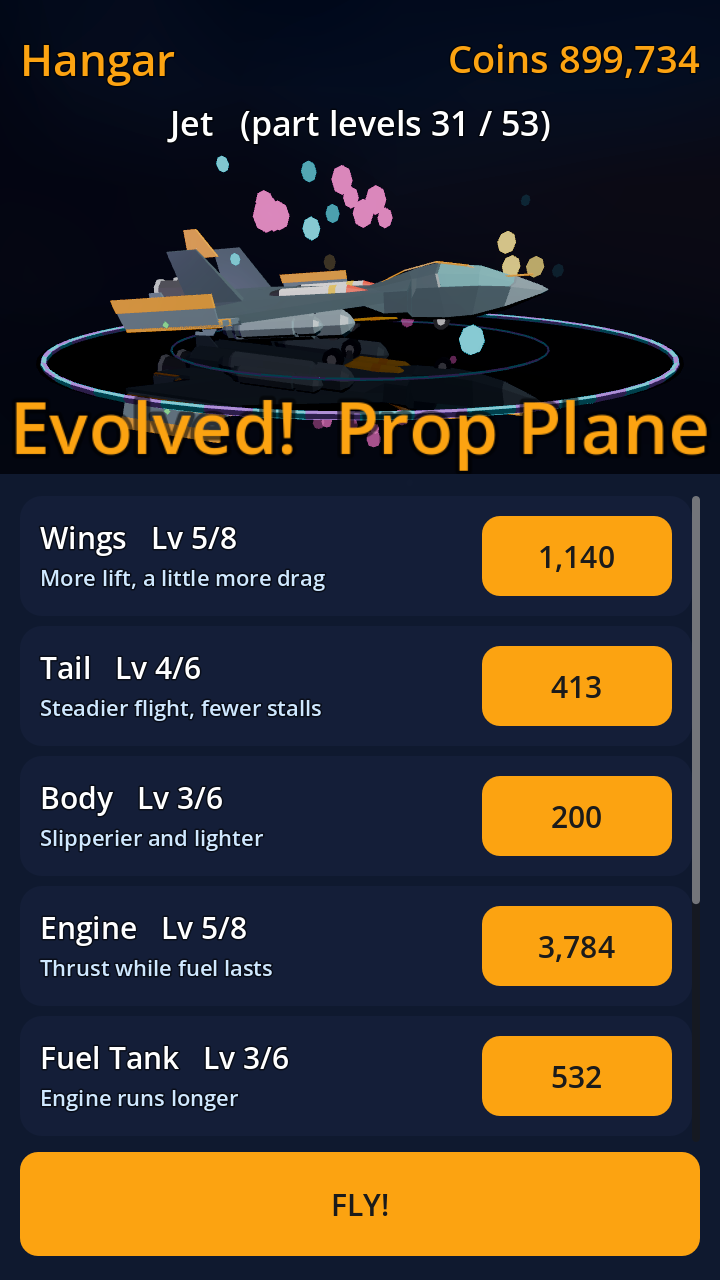 Hangar
Coins 899,734
Jet (part levels 31 / 53)
Evolved! Prop Plane
Wings Lv 5/8
More lift, a little more drag
1,140
Tail Lv 4/6
Steadier flight, fewer stalls
413
Body Lv 3/6
Slipperier and lighter
200
Engine Lv 5/8
Thrust while fuel lasts
3,784
Fuel Tank Lv 3/6
Engine runs longer
532
FLY!